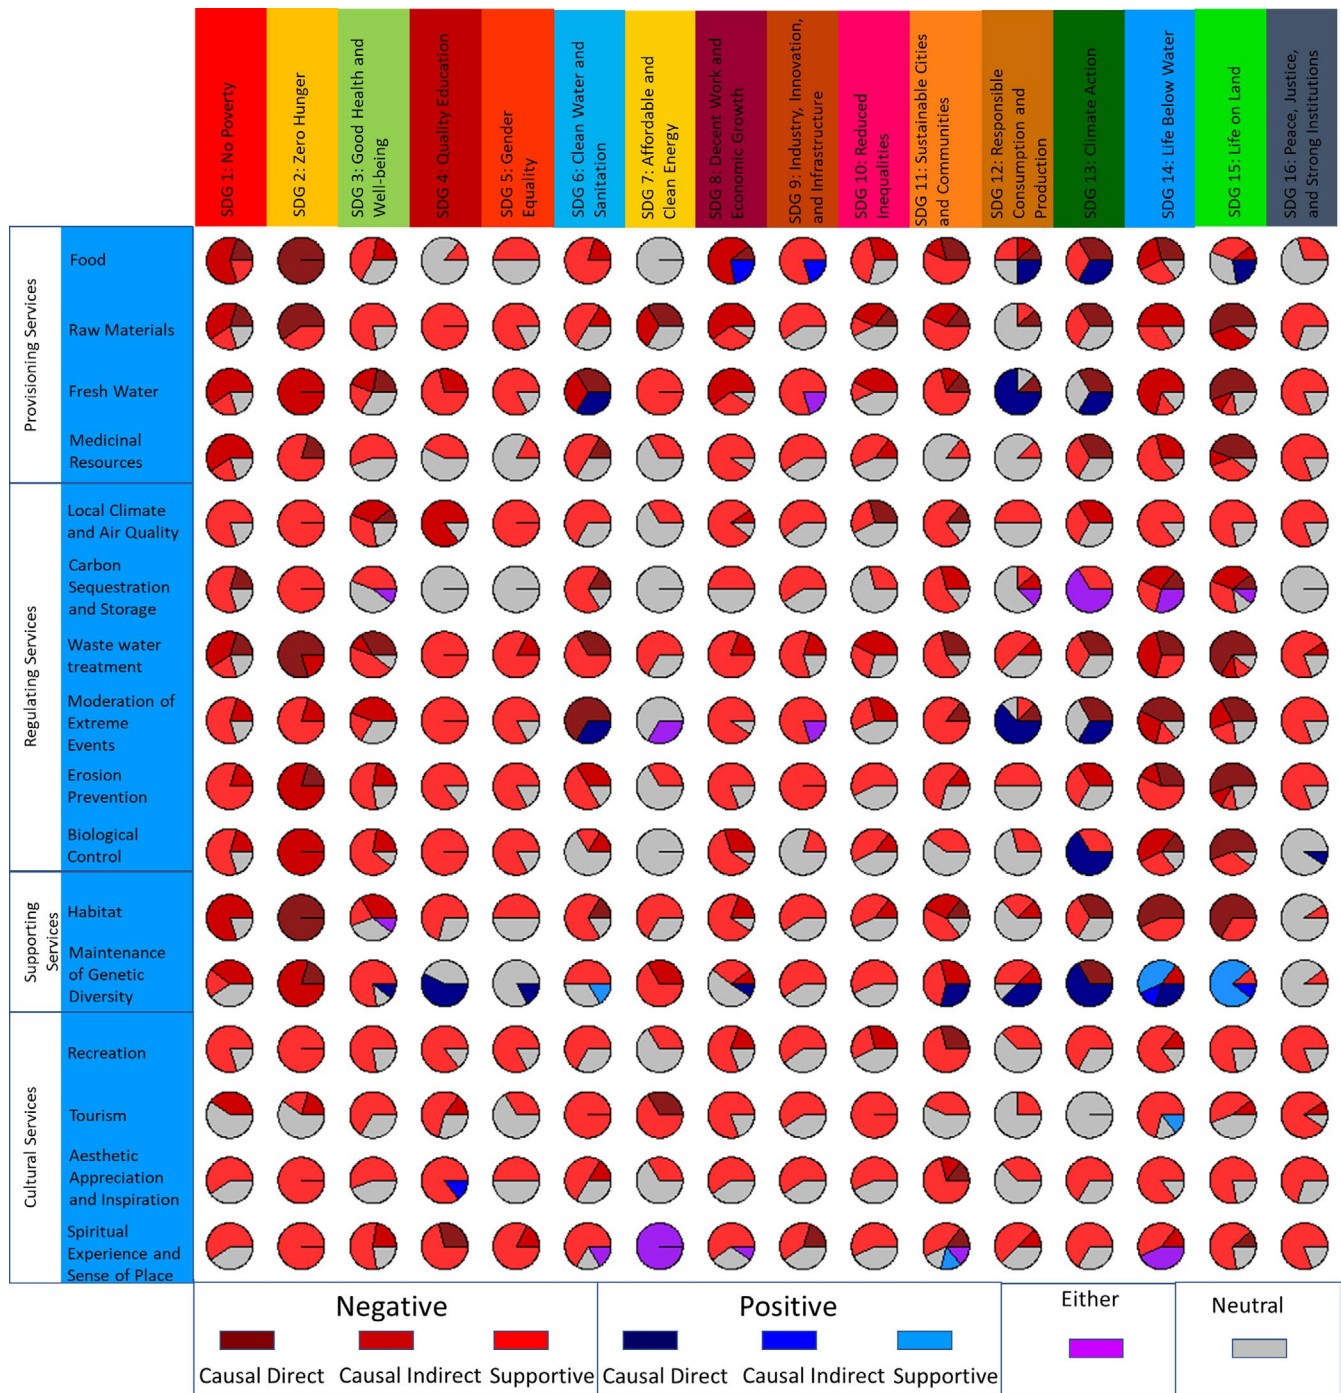 SDG 1: No Poverty
SDG 2: Zero Hunger
SDG 3: Good Health and
Well-being
SDG 4: Quality Education
SDG 5: Gender
Equality
SDG 6: Clean Water and
Sanitation
SDG 7: Affordable and
Clean Energy
SDG 8: Decent Work and
Economic Growth
SDG 9: Industry, Innovation,
and Infrastructure
SDG 10: Reduced
Inequalities
SDG 11: Sustainable Cities
and Communities
SDG 12: Responsible
Consumption and
Production
SDG 13: Climate Action
SDG 14: Life Below Water
SDG 15: Life on Land
SDG 16: Peace, Justice,
and Strong Institutions
Provisioning Services
Food
Raw Materials
Fresh Water
Medicinal
Resources
Regulating Services
Local Climate
and Air Quality
Carbon
Sequestration
and Storage
Waste water
treatment
Moderation of
Extreme
Events
Erosion
Prevention
Biological
Control
Supporting
Services
Habitat
Maintenance
of Genetic
Diversity
Cultural Services
Recreation
Tourism
Aesthetic
Appreciation
and Inspiration
Spiritual
Experience and
Sense of Place
Negative
Causal Direct
Causal Indirect
Supportive
Positive
Causal Direct
Causal Indirect
Supportive
Either
Neutral